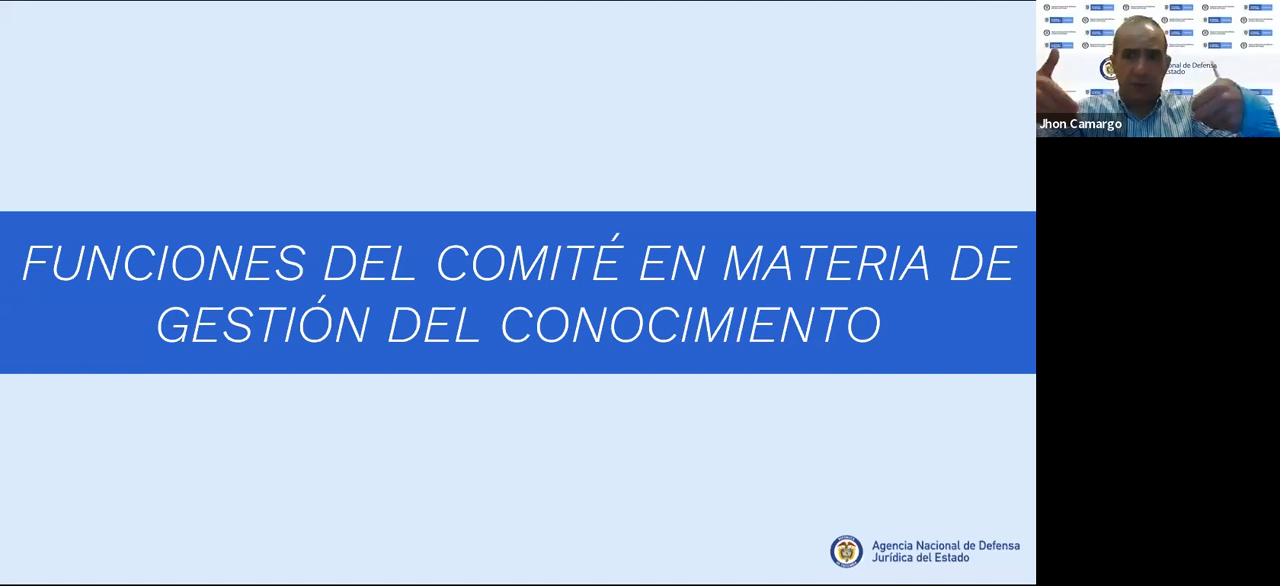 FUNCIONES DEL COMITÉ EN MATERIA DE
GESTIÓN DEL CONOCIMIENTO
Agencia Nacional de Defensa
Jurídica del Estado
Jhon Camargo